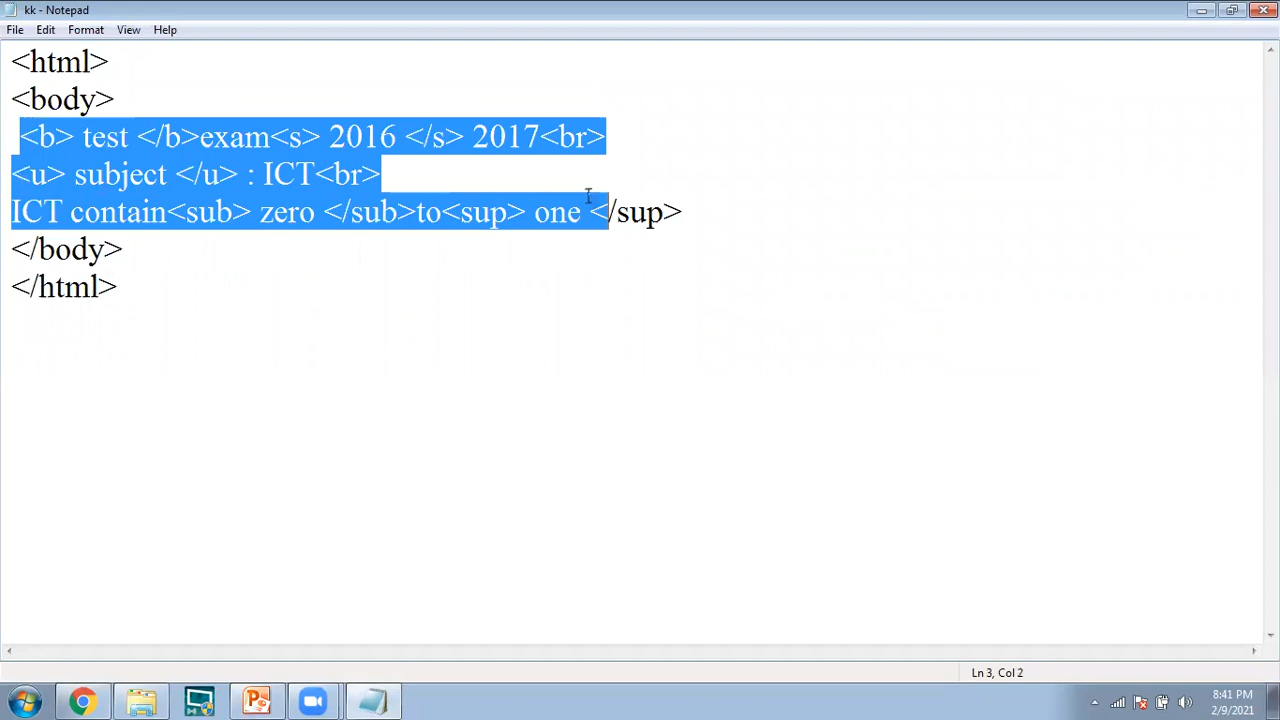 kk - Notepad
File Edit Format View Help
<html>
<body>
<b> test </b>exam<s> 2016 </s> 2017<br>
<u> subject </u> : ICT<br>
ICT contain<sub> zero </sub>to<sup> one </sup>
</body>
</html>
Ln 3, Col 2
8:41 PM
2/9/2021